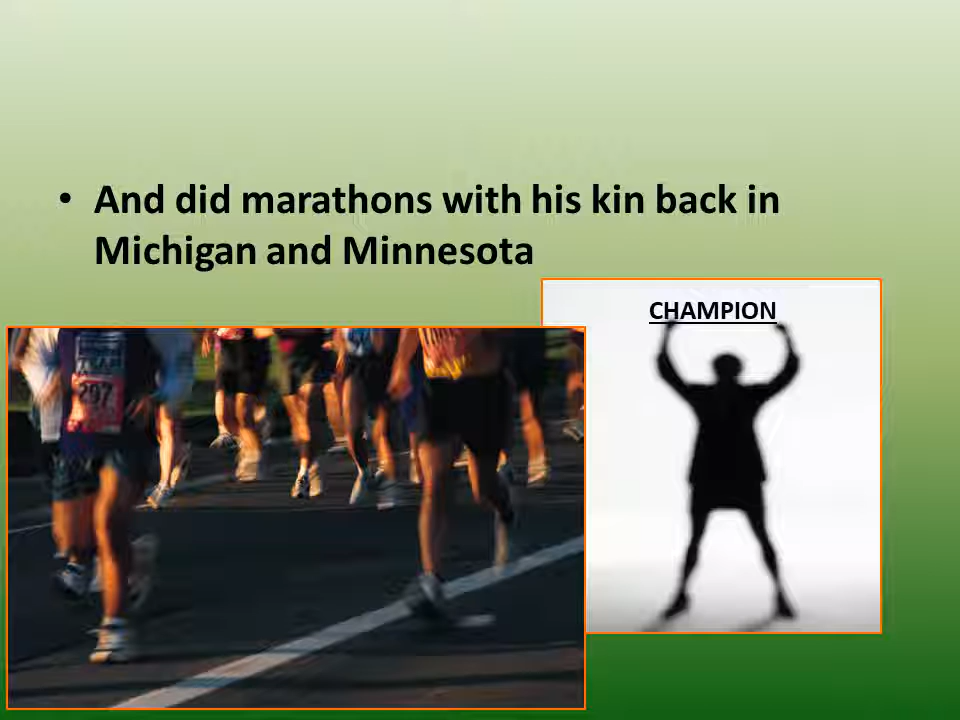 • And did marathons with his kin back in
Michigan and Minnesota
CHAMPION
297